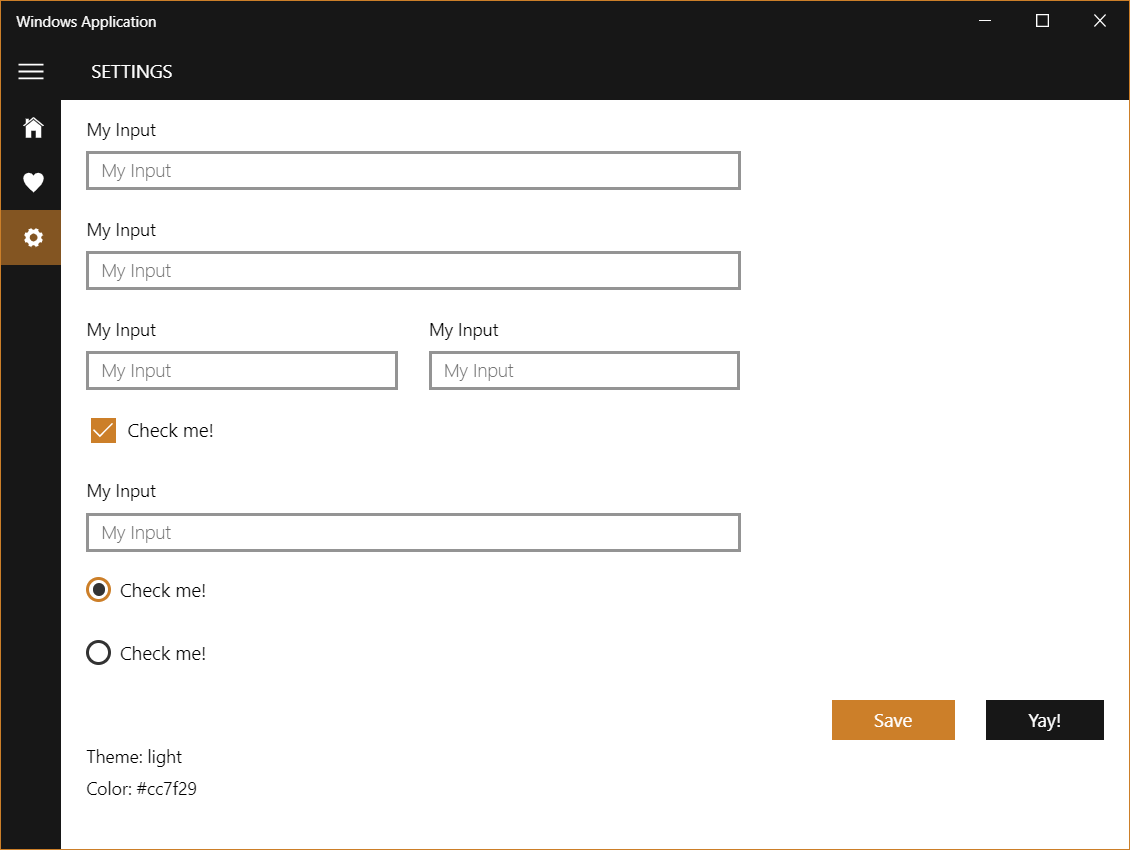 Windows Application
SETTINGS
My Input
My Input
My Input
My Input
My Input My Input
My Input My Input
Check me!
My Input
My Input
Check me!
Check me!
Save Yay!
Theme: light
Color: #cc7f29